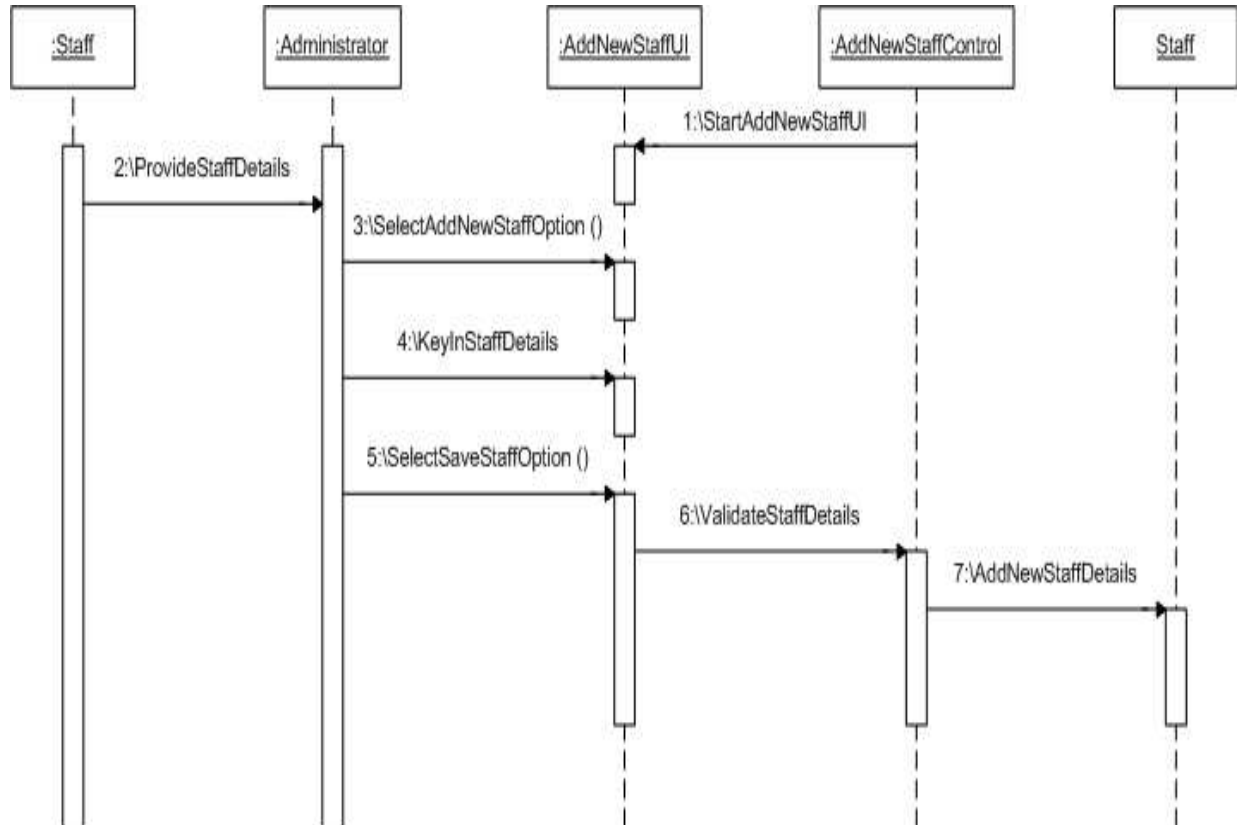 :Staff
:Administrator
:AddNewStaffUI
:AddNewStaffControl
Staff
1:\StartAddNewStaffUI
2:\ProvideStaffDetails
3:\SelectAddNewStaffOption ()
4:\KeyInStaffDetails
5:\SelectSaveStaffOption ()
6:\ValidateStaffDetails
7:\AddNewStaffDetails